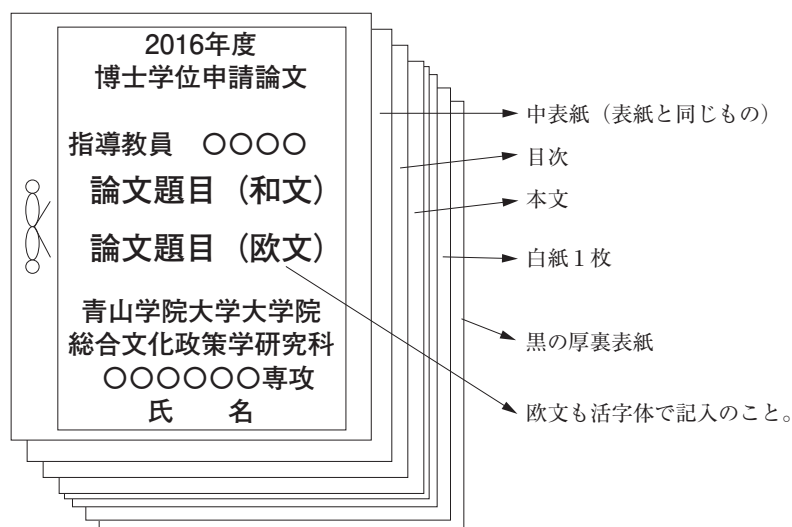 2016年度
博士学位申請論文
指導教員　○○○○
論文題目（和文）
論文題目（欧文）
青山学院大学大学院
総合文化政策学研究科
○○○○○○専攻
氏　　名
中表紙（表紙と同じもの）
目次
本文
白紙１枚
黒の厚裏表紙
欧文も活字体で記入のこと。